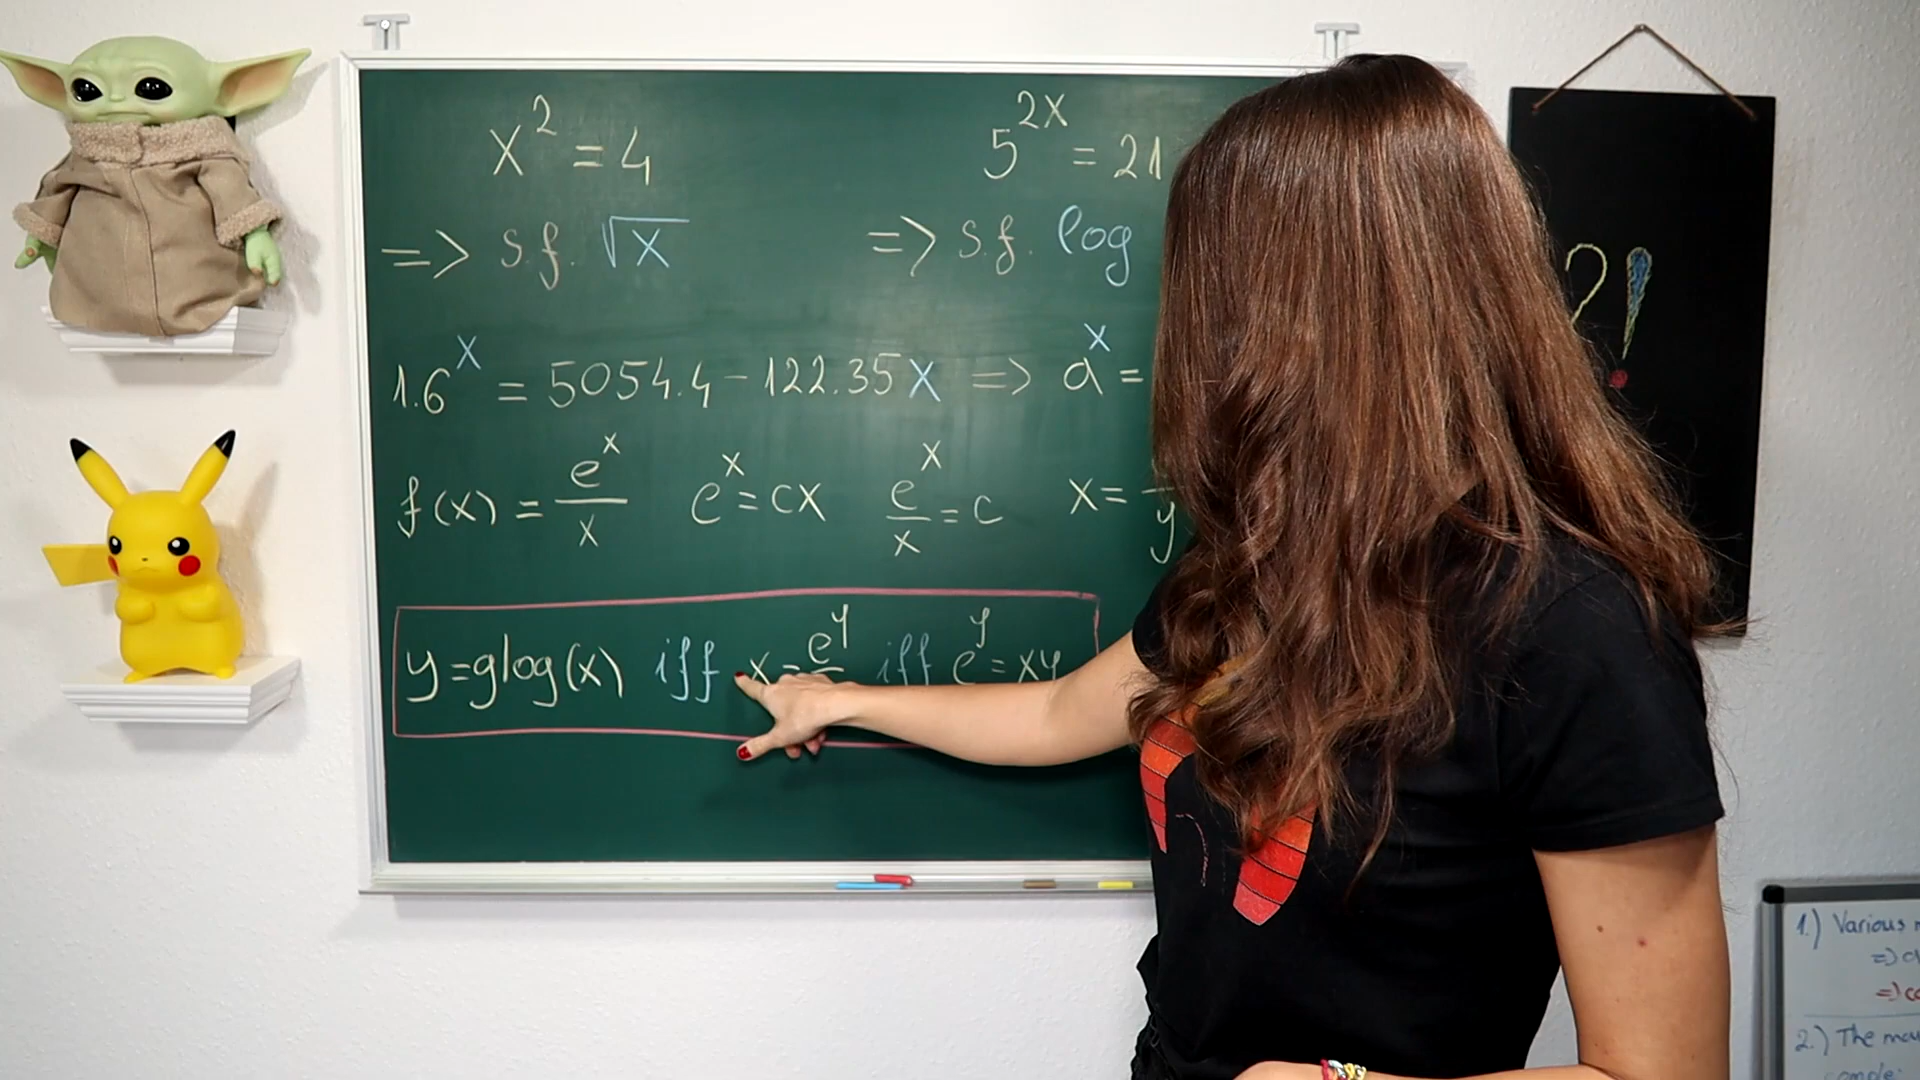 x² = 4
5^{2x} = 21
=> s.f. √x
=> s.f. log
1.6^x = 5054.4 - 122.35x => a^x =
f(x) = e^x/x e^x = cx e^x/x = c x = /y
y = glog(x) iff x = e^y iff e^y = xy
?!
1.) Various
=>
=>
2.) The